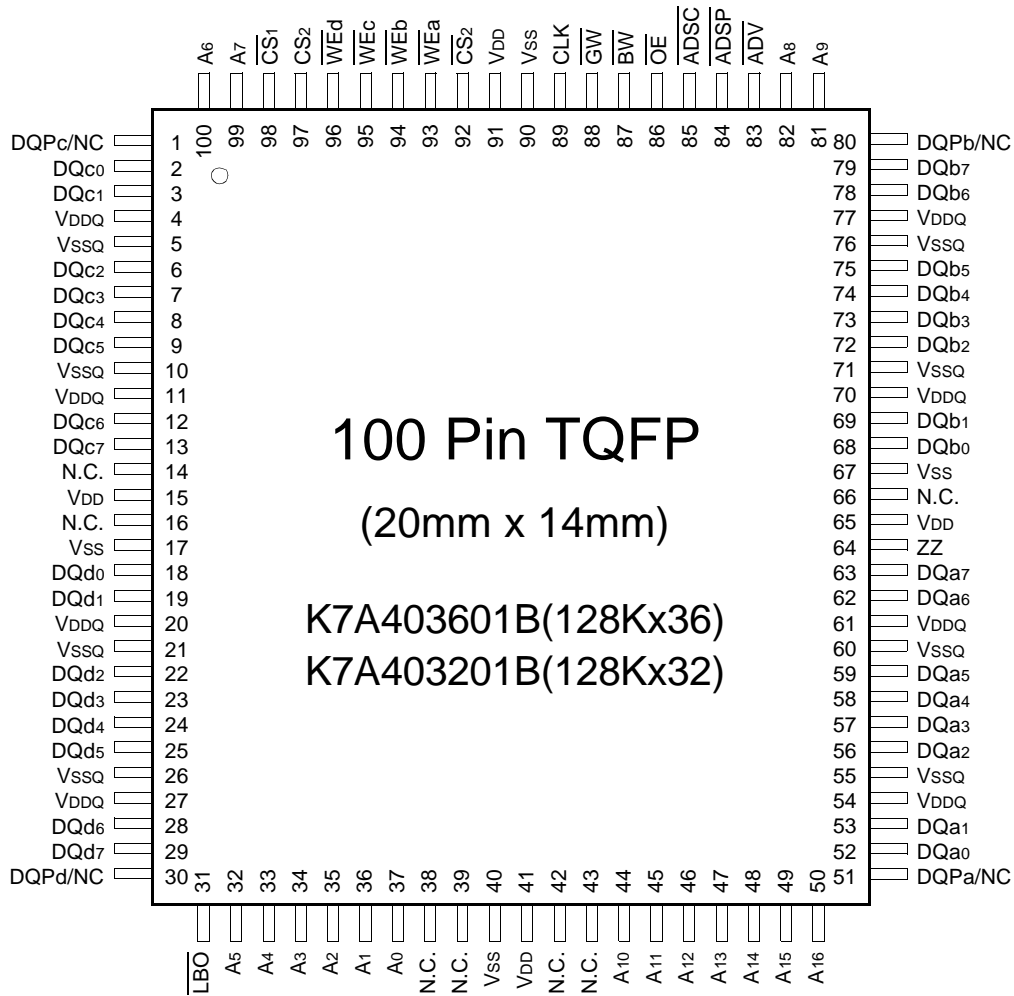 A6 A7 CS1 CS2 WEd WEc WEb WEa CS2 VDD VSS CLK GW BW OE ADSC ADSP ADV A8 A9
100 99 98 97 96 95 94 93 92 91 90 89 88 87 86 85 84 83 82 81
DQPc/NC 1 80 DQPb/NC
DQc0 2 79 DQb7
DQc1 3 78 DQb6
VDDQ 4 77 VDDQ
VSSQ 5 76 VSSQ
DQc2 6 75 DQb5
DQc3 7 74 DQb4
DQc4 8 73 DQb3
DQc5 9 72 DQb2
VSSQ 10 71 VSSQ
VDDQ 11 70 VDDQ
DQc6 12 69 DQb1
DQc7 13 68 DQb0
N.C. 14 67 VSS
VDD 15 66 N.C.
N.C. 16 65 VDD
VSS 17 64 ZZ
DQd0 18 63 DQa7
DQd1 19 62 DQa6
VDDQ 20 61 VDDQ
VSSQ 21 60 VSSQ
DQd2 22 59 DQa5
DQd3 23 58 DQa4
DQd4 24 57 DQa3
DQd5 25 56 DQa2
VSSQ 26 55 VSSQ
VDDQ 27 54 VDDQ
DQd6 28 53 DQa1
DQd7 29 52 DQa0
DQPd/NC 30 51 DQPa/NC
100 Pin TQFP
(20mm x 14mm)
K7A403601B(128Kx36)
K7A403201B(128Kx32)
31 32 33 34 35 36 37 38 39 40 41 42 43 44 45 46 47 48 49 50
LBO A5 A4 A3 A2 A1 A0 N.C. N.C. VSS VDD N.C. N.C. A10 A11 A12 A13 A14 A15 A16